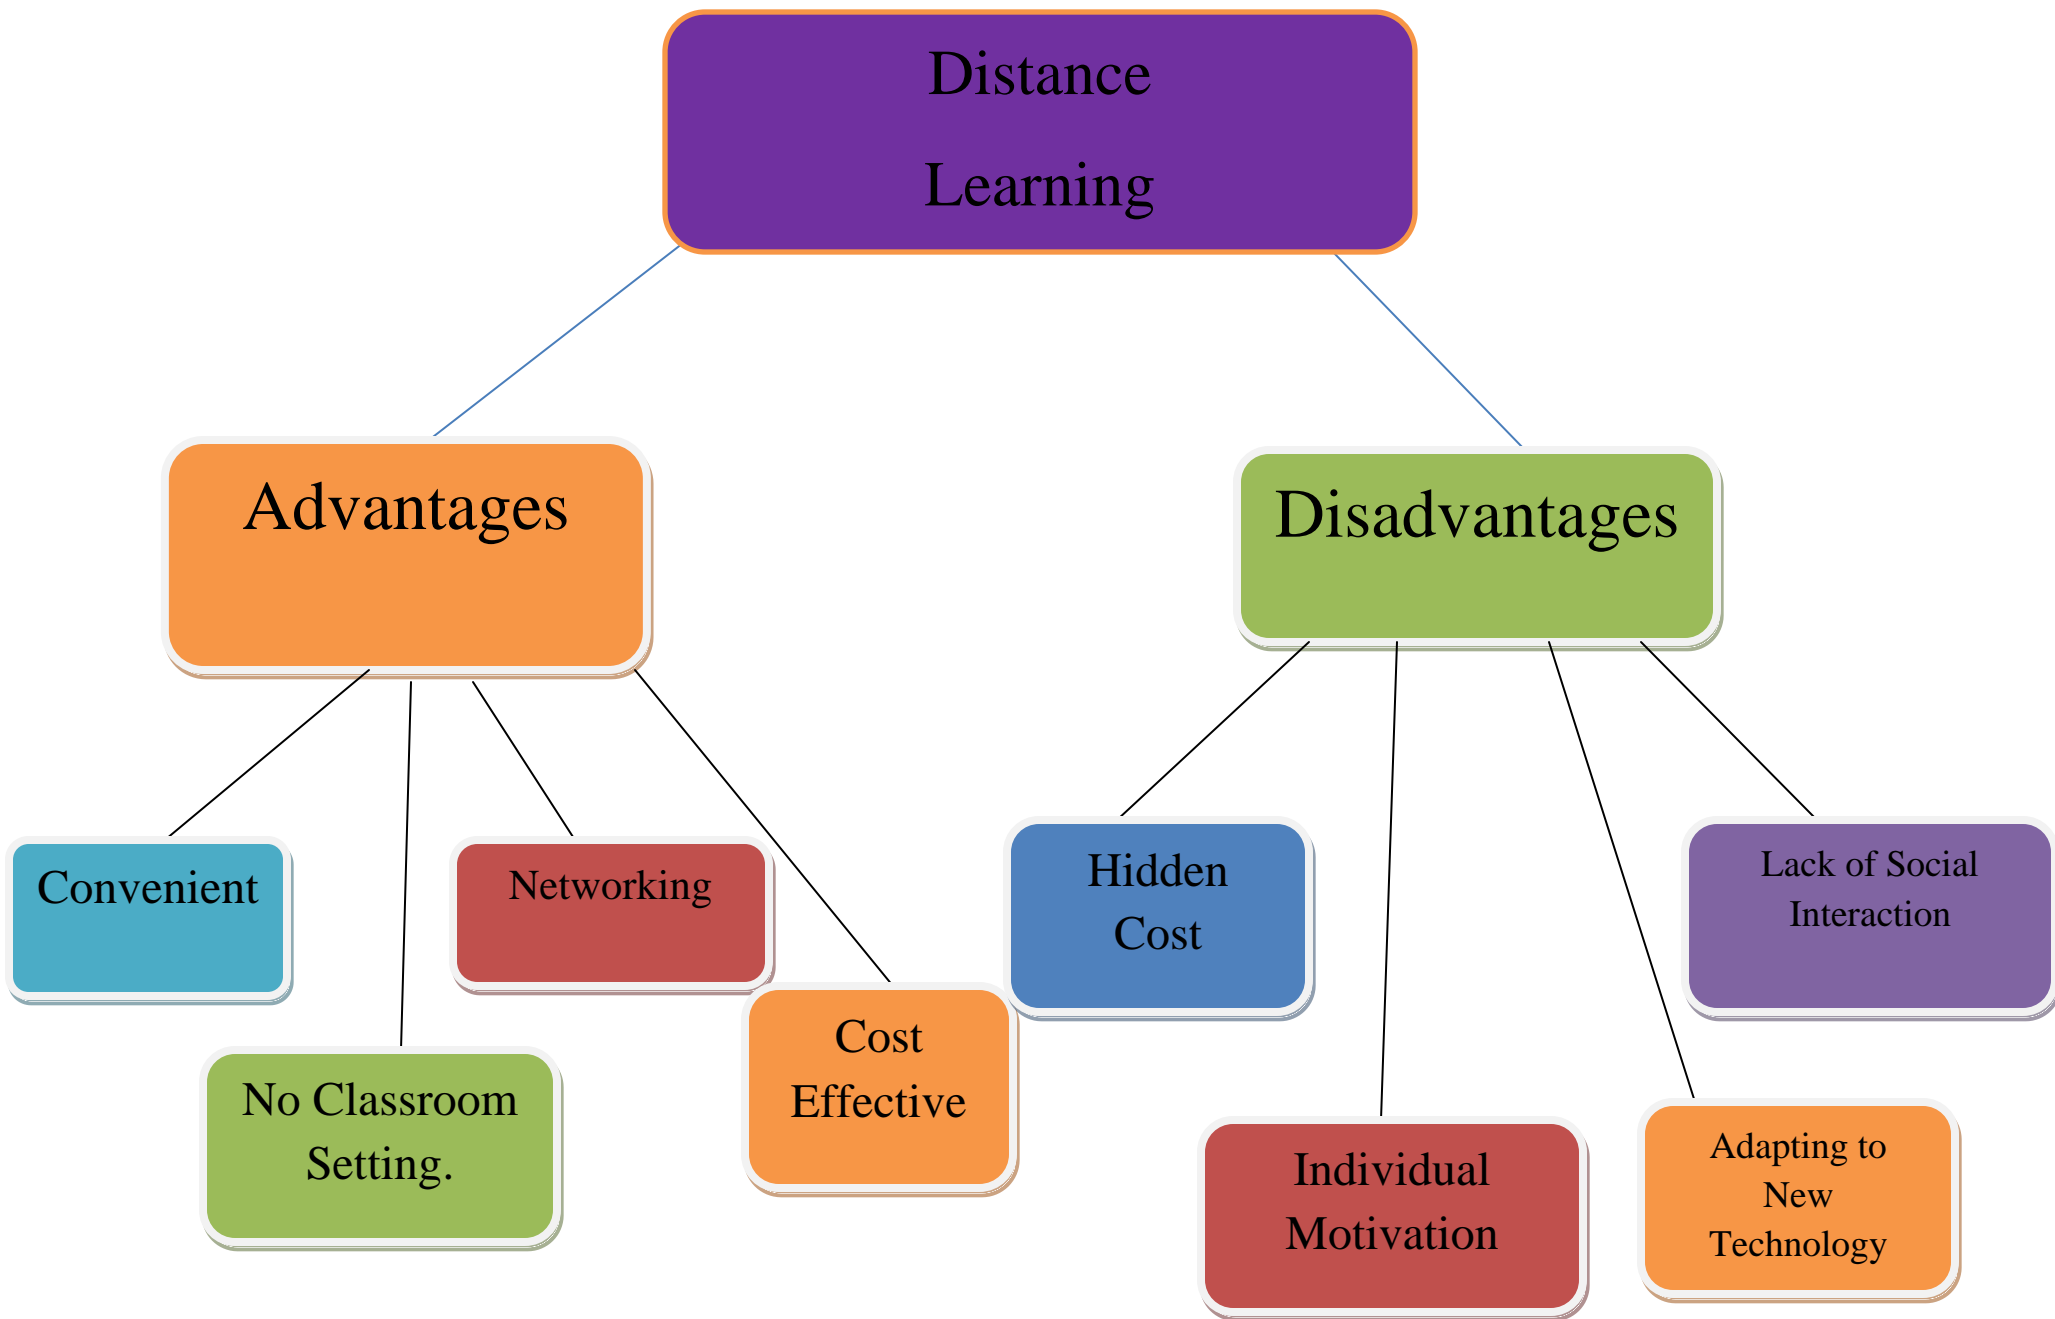 Distance
Learning
Advantages
Disadvantages
Convenient
Networking
Hidden
Cost
Lack of Social
Interaction
No Classroom
Setting.
Cost
Effective
Individual
Motivation
Adapting to
New
Technology